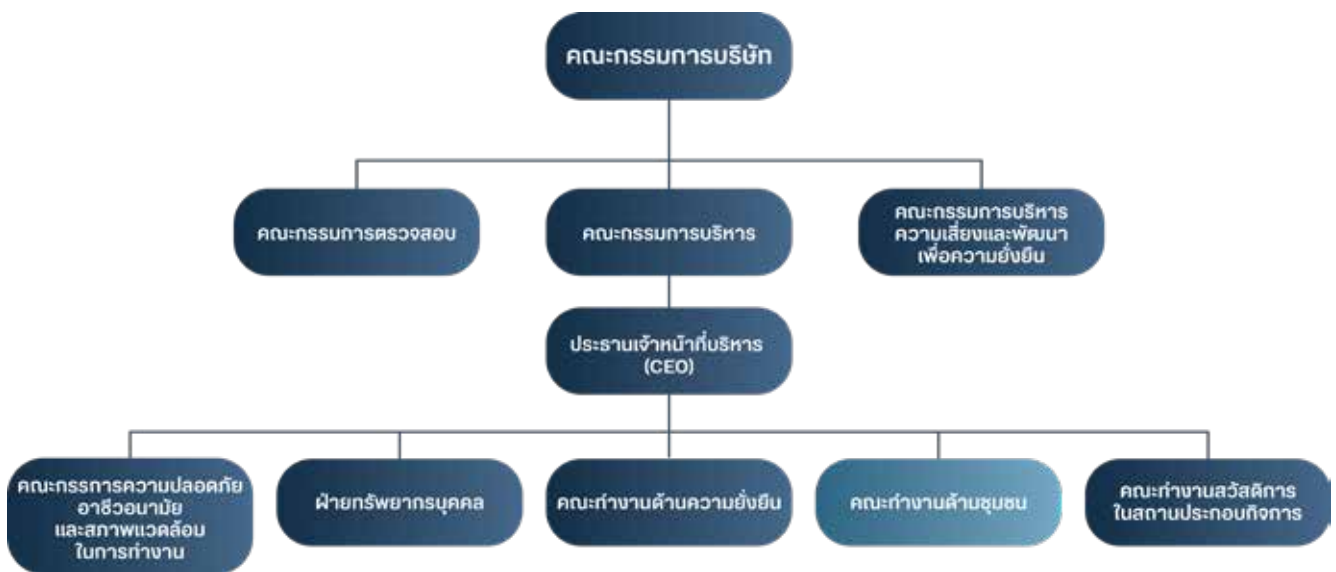 คณะกรรมการบริษัท
คณะกรรมการตรวจสอบ
คณะกรรมการบริหาร
คณะกรรมการบริหาร
ความเสี่ยงและพัฒนา
เพื่อความยั่งยืน
ประธานเจ้าหน้าที่บริหาร
(CEO)
คณะกรรการความปลอดภัย
อาชีวอนามัย
และสภาพแวดล้อม
ในการทำงาน
ฝ่ายทรัพยากรบุคคล
คณะทำงานด้านความยั่งยืน
คณะทำงานด้านชุมชน
คณะทำงานสวัสดิการ
ในสถานประกอบกิจการ